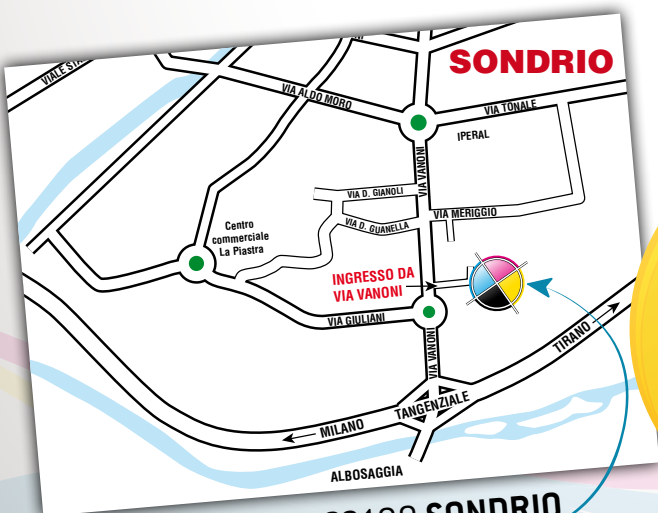 SONDRIO
VIA ALDO MORO
VIA TONALE
IPERAL
VIA VANONI
VIA D. GIANOLI
VIA D. GUANELLA
VIA MERIGGIO
Centro
commerciale
La Piastra
INGRESSO DA
VIA VANONI
VIA GIULIANI
VIA VANONI
TIRANO
TANGENZIALE
MILANO
ALBOSAGGIA
SONDRIO